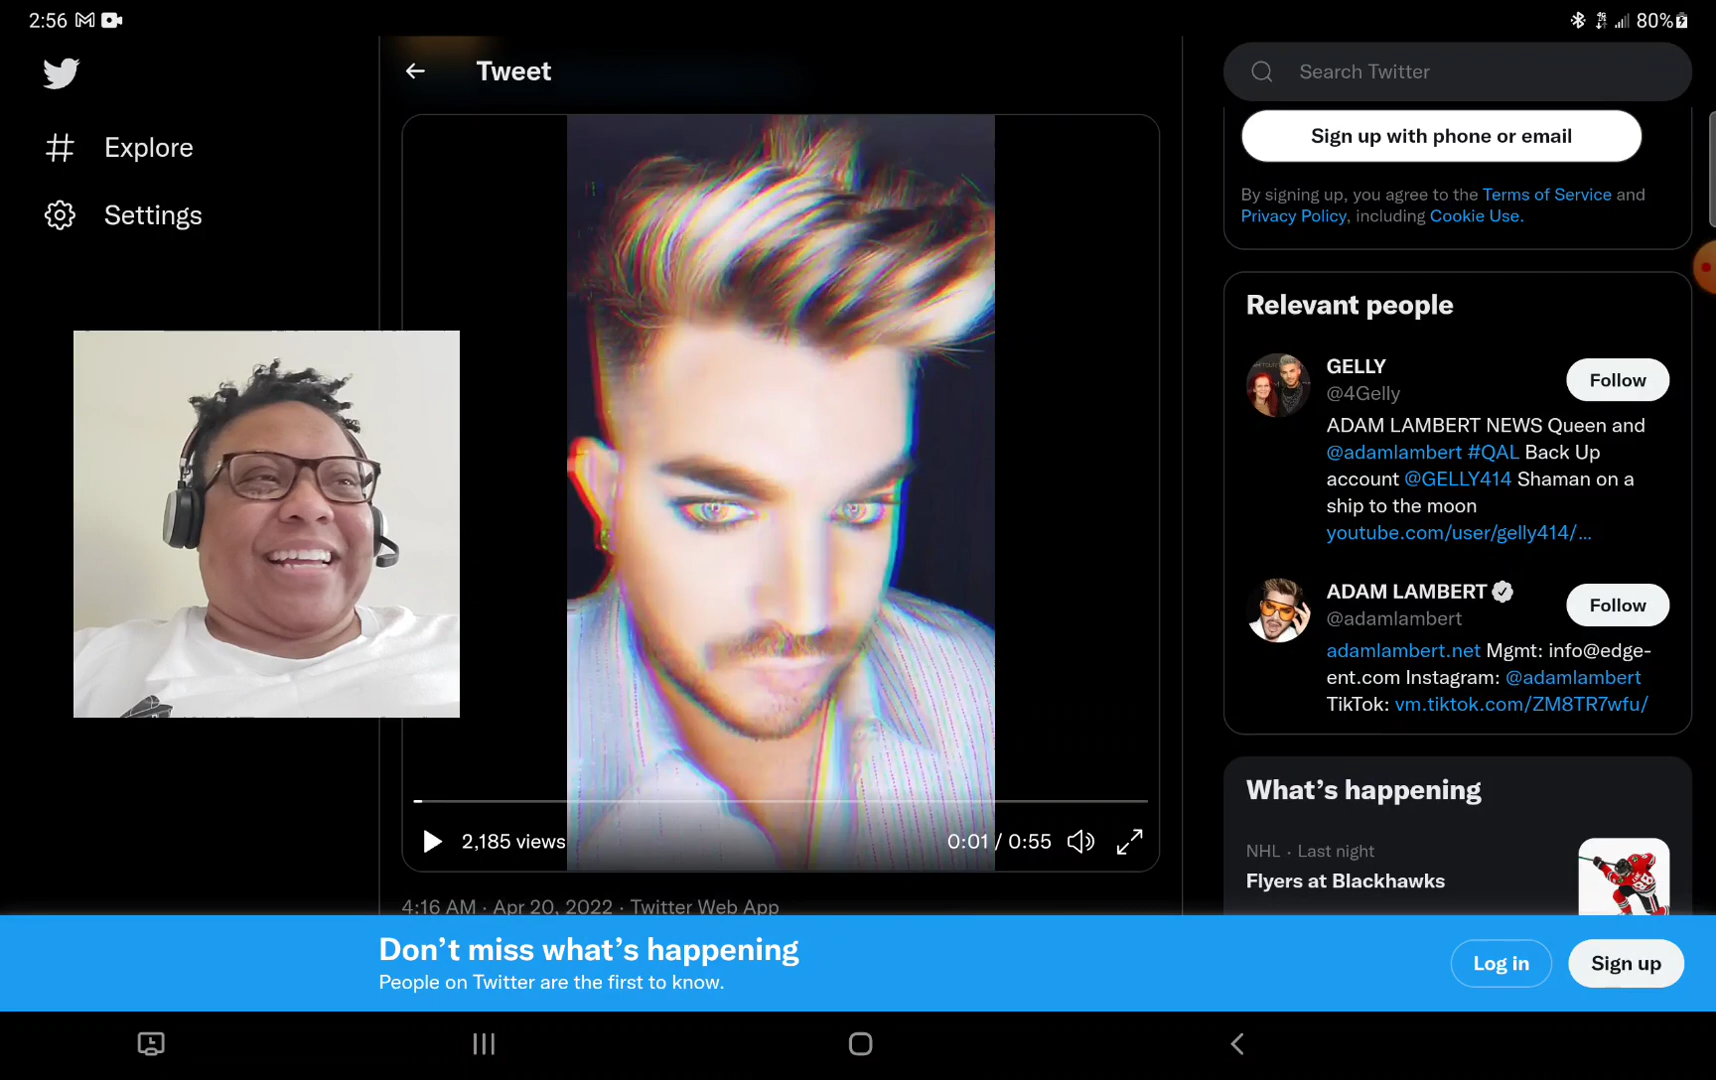 2:56
80%
Tweet
Search Twitter
Explore
Settings
Sign up with phone or email
By signing up, you agree to the Terms of Service and
Privacy Policy, including Cookie Use.
Relevant people
GELLY
Follow
@4Gelly
ADAM LAMBERT NEWS Queen and
@adamlambert #QAL Back Up
account @GELLY414 Shaman on a
ship to the moon
youtube.com/user/gelly414/...
ADAM LAMBERT
Follow
@adamlambert
adamlambert.net Mgmt: info@edge-
ent.com Instagram: @adamlambert
TikTok: vm.tiktok.com/ZM8TR7wfu/
What's happening
NHL · Last night
Flyers at Blackhawks
2,185 views
0:01 / 0:55
4:16 AM · Apr 20, 2022 · Twitter Web App
Don't miss what's happening
People on Twitter are the first to know.
Log in
Sign up